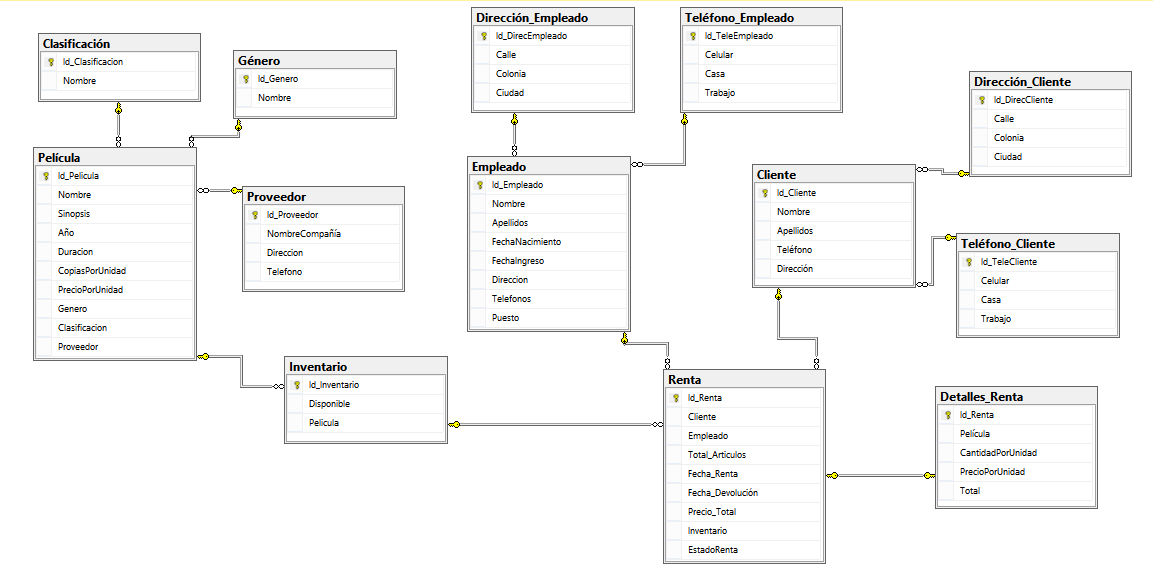 Clasificación
Id_Clasificacion
Nombre
Género
Id_Genero
Nombre
Dirección_Empleado
Id_DirecEmpleado
Calle
Colonia
Ciudad
Teléfono_Empleado
Id_TeleEmpleado
Celular
Casa
Trabajo
Dirección_Cliente
Id_DirecCliente
Calle
Colonia
Ciudad
Película
Id_Pelicula
Nombre
Sinopsis
Año
Duracion
CopiasPorUnidad
PrecioPorUnidad
Genero
Clasificacion
Proveedor
Proveedor
Id_Proveedor
NombreCompañía
Direccion
Telefono
Empleado
Id_Empleado
Nombre
Apellidos
FechaNacimiento
FechaIngreso
Direccion
Telefonos
Puesto
Cliente
Id_Cliente
Nombre
Apellidos
Teléfono
Dirección
Teléfono_Cliente
Id_TeleCliente
Celular
Casa
Trabajo
Inventario
Id_Inventario
Disponible
Pelicula
Renta
Id_Renta
Cliente
Empleado
Total_Articulos
Fecha_Renta
Fecha_Devolución
Precio_Total
Inventario
EstadoRenta
Detalles_Renta
Id_Renta
Película
CantidadPorUnidad
PrecioPorUnidad
Total